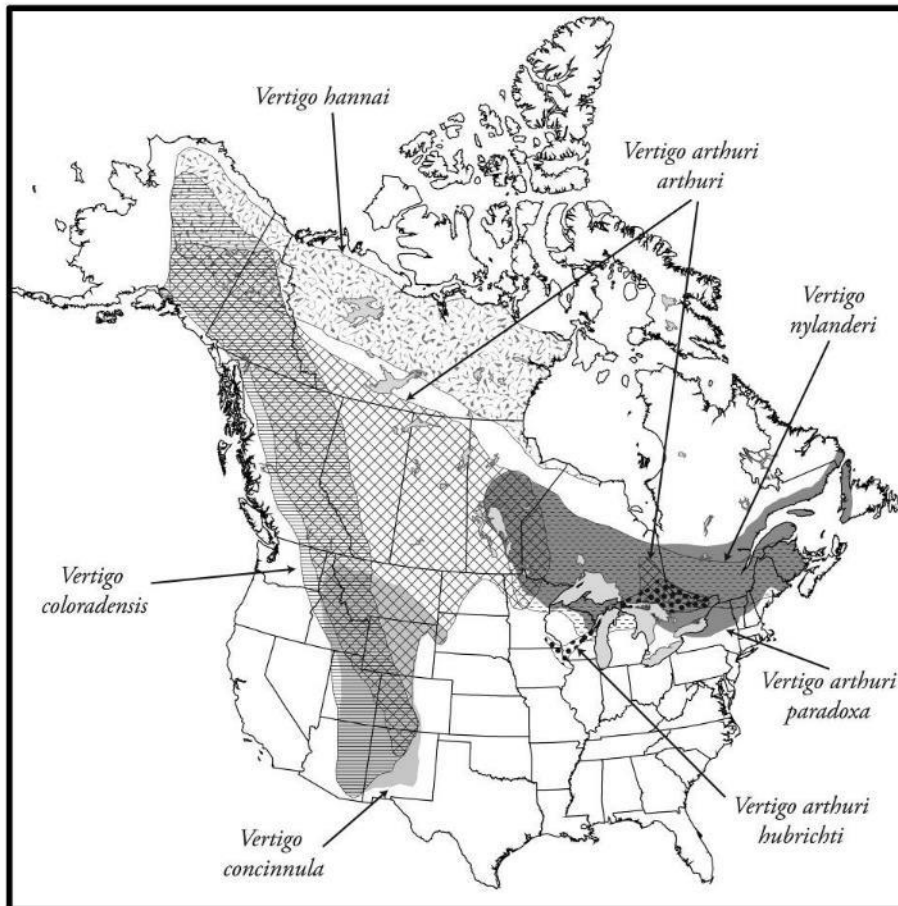 Vertigo hannai
Vertigo arthuri
arthuri
Vertigo
nylanderi
Vertigo
coloradensis
Vertigo arthuri
paradoxa
Vertigo arthuri
hubrichti
Vertigo
concinnula